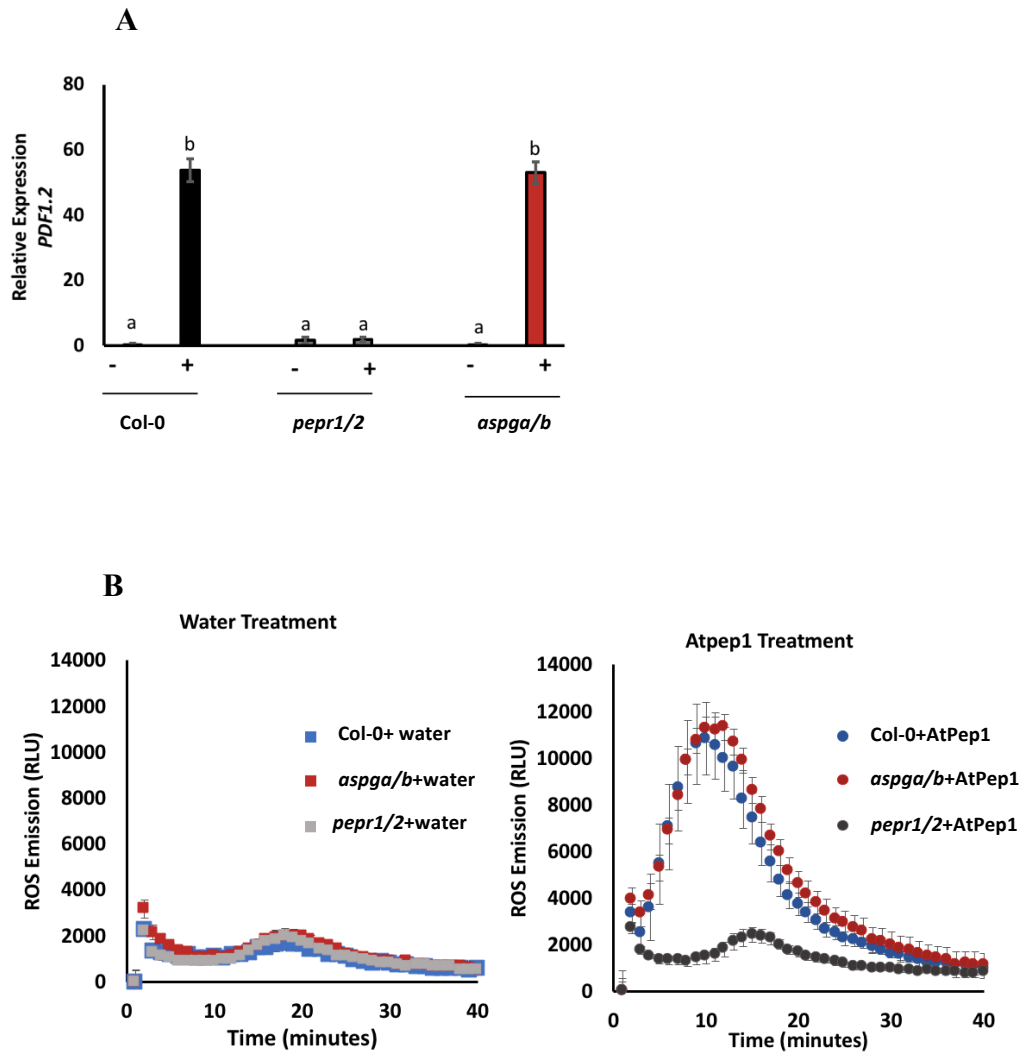 A
Relative Expression
PDF1.2
80
60
40
20
0
a
b
a
a
a
b
- + - + - +
Col-0 pepr1/2 aspga/b
B
Water Treatment
ROS Emission (RLU)
14000
12000
10000
8000
6000
4000
2000
0
Col-0+ water
aspga/b+water
pepr1/2+water
0 10 20 30 40
Time (minutes)
Atpep1 Treatment
ROS Emission (RLU)
14000
12000
10000
8000
6000
4000
2000
0
Col-0+AtPep1
aspga/b+AtPep1
pepr1/2+AtPep1
0 10 20 30 40
Time (minutes)